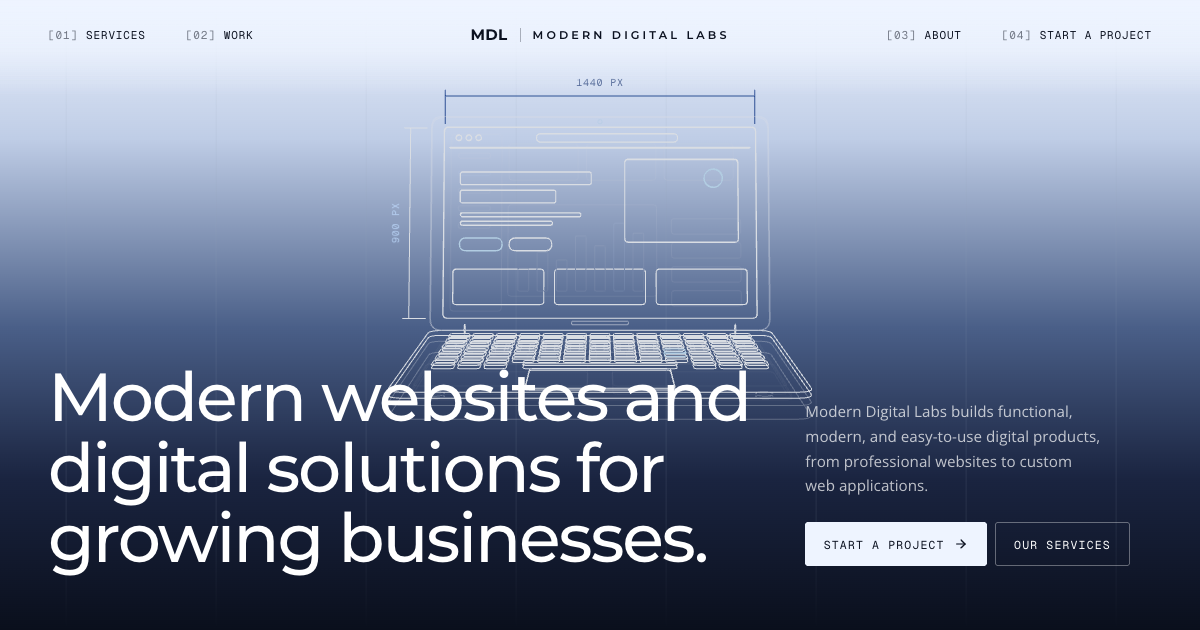 [01] SERVICES
[02] WORK
MDL | MODERN DIGITAL LABS
[03] ABOUT
[04] START A PROJECT
1440 PX
900 PX
Modern websites and
digital solutions for
growing businesses.
Modern Digital Labs builds functional,
modern, and easy-to-use digital products,
from professional websites to custom
web applications.
START A PROJECT →
OUR SERVICES